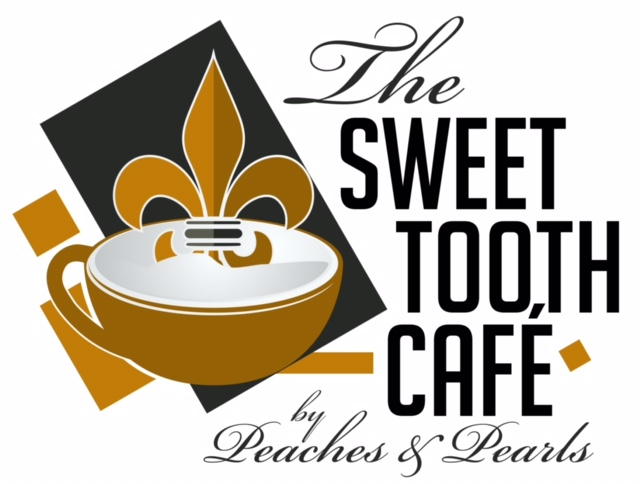 The
SWEET
TOOTH
CAFÉ
by
Peaches & Pearls